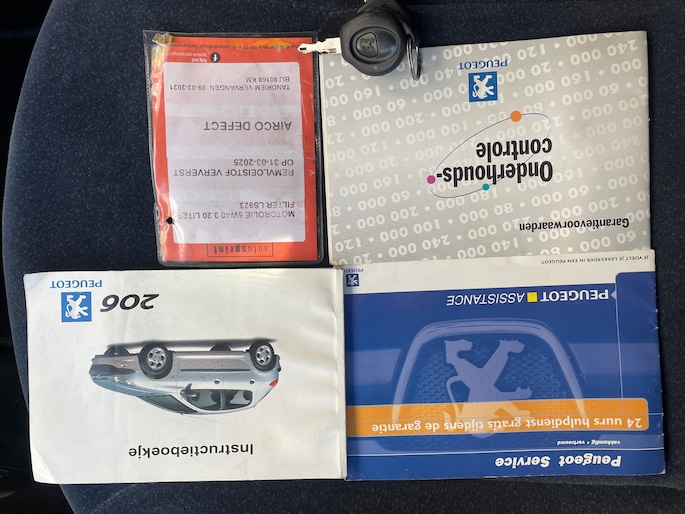 Peugeot Service
vakkundig • vertrouwd
24 uurs hulpdienst gratis tijdens de garantie
PEUGEOT ASSISTANCE
JE VOELT JE LEKKERDER IN EEN PEUGEOT
Instructieboekje
206
PEUGEOT
Garantievoorwaarden
Onderhouds-
controle
PEUGEOT
autosprint
MOTOROLIE 5W40 3.20 LITER
FILTER LS923
REMVLOEISTOF VERVERST
OP 31-03-2025
AIRCO DEFECT
TANDRIEM VERVANGEN 09-03-2021
BIJ 80168 KM